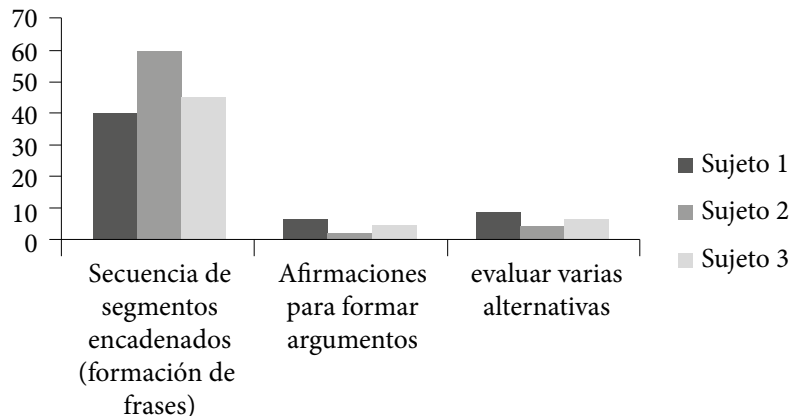 70
60
50
40
30
20
10
0
Secuencia de
segmentos
encadenados
(formación de
frases)
Afirmaciones
para formar
argumentos
evaluar varias
alternativas
Sujeto 1
Sujeto 2
Sujeto 3